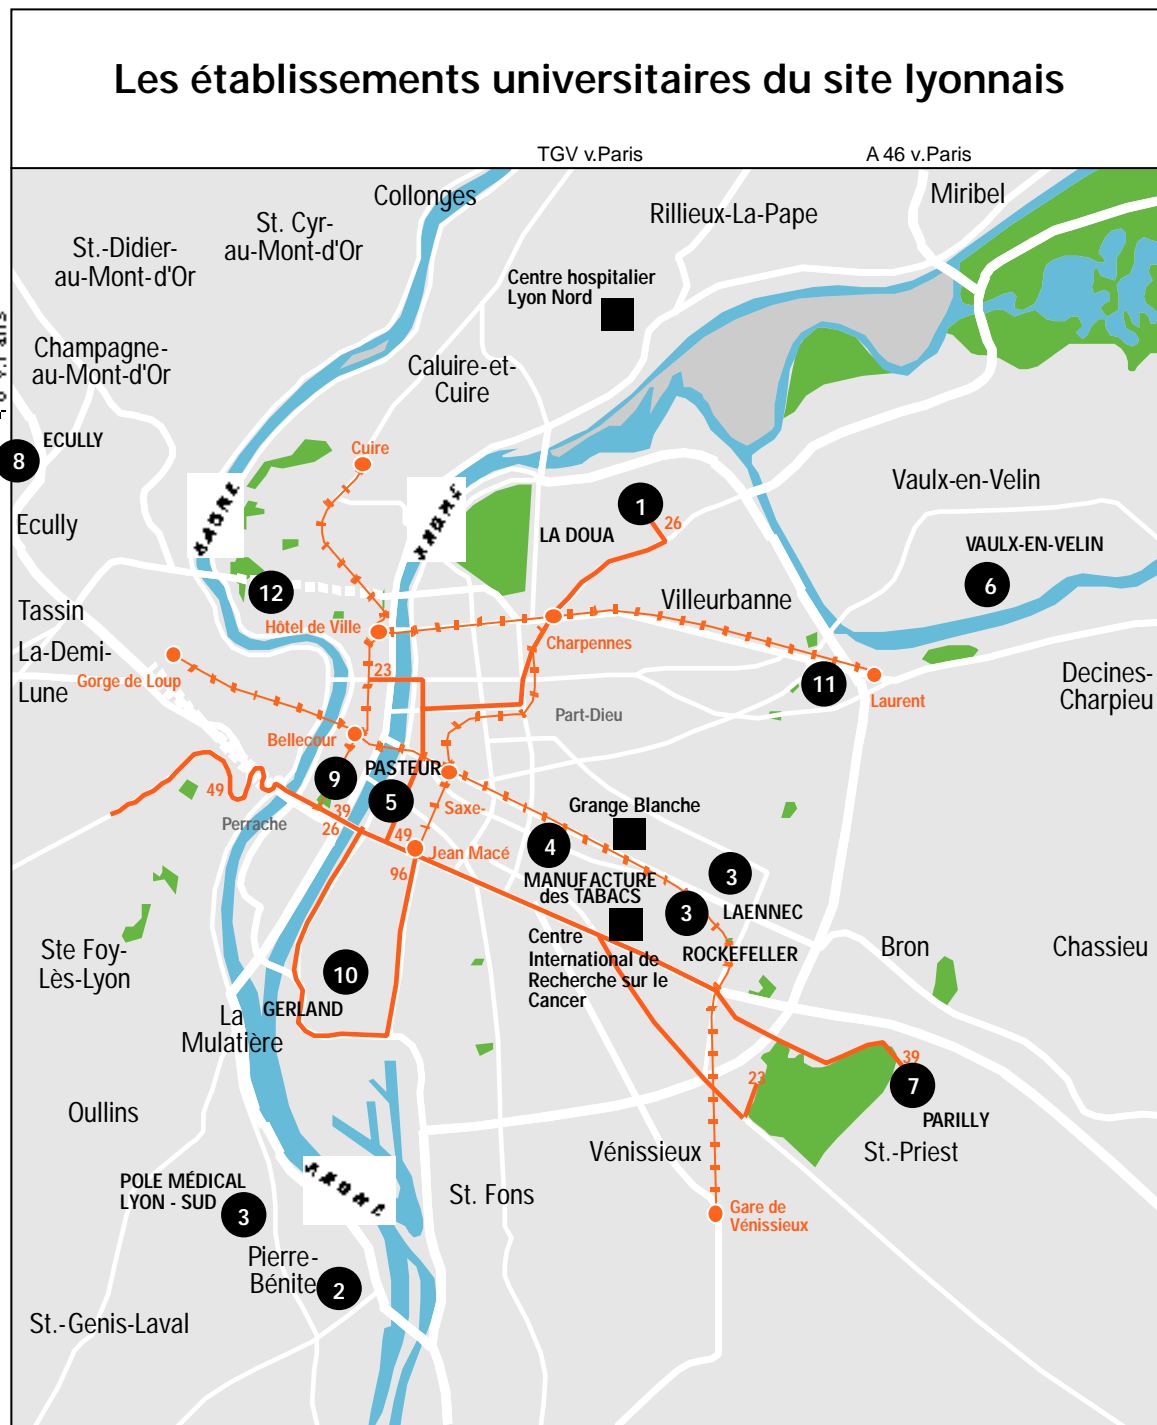 Les établissements universitaires du site lyonnais
TGV v.Paris
A 46 v.Paris
Collonges
Miribel
St. Cyr-
au-Mont-d'Or
Rillieux-La-Pape
St.-Didier-
au-Mont-d'Or
Centre hospitalier
Lyon Nord
Champagne-
au-Mont-d'Or
Caluire-et-
Cuire
ECULLY
8
Cuire
Vaulx-en-Velin
SAONE
RHONE
1
26
Ecully
LA DOUA
VAULX-EN-VELIN
6
12
Tassin
La-Demi-
Lune
Villeurbanne
Hôtel de Ville
Charpennes
Gorge de Loup
23
11
Laurent
Decines-
Charpieu
Part-Dieu
Bellecour
PASTEUR
9
5
49
39
26
Perrache
Saxe-
Grange Blanche
49
Jean Macé
4
96
MANUFACTURE
des TABACS
3
LAENNEC
3
ROCKEFELLER
Centre
International de
Recherche sur le
Cancer
Bron
Chassieu
Ste Foy-
Lès-Lyon
10
GERLAND
La
Mulatière
39
23
7
PARILLY
Oullins
Vénissieux
St.-Priest
RHONE
POLE MÉDICAL
LYON - SUD
3
St. Fons
Gare de
Vénissieux
Pierre-
Bénite
2
St.-Genis-Laval